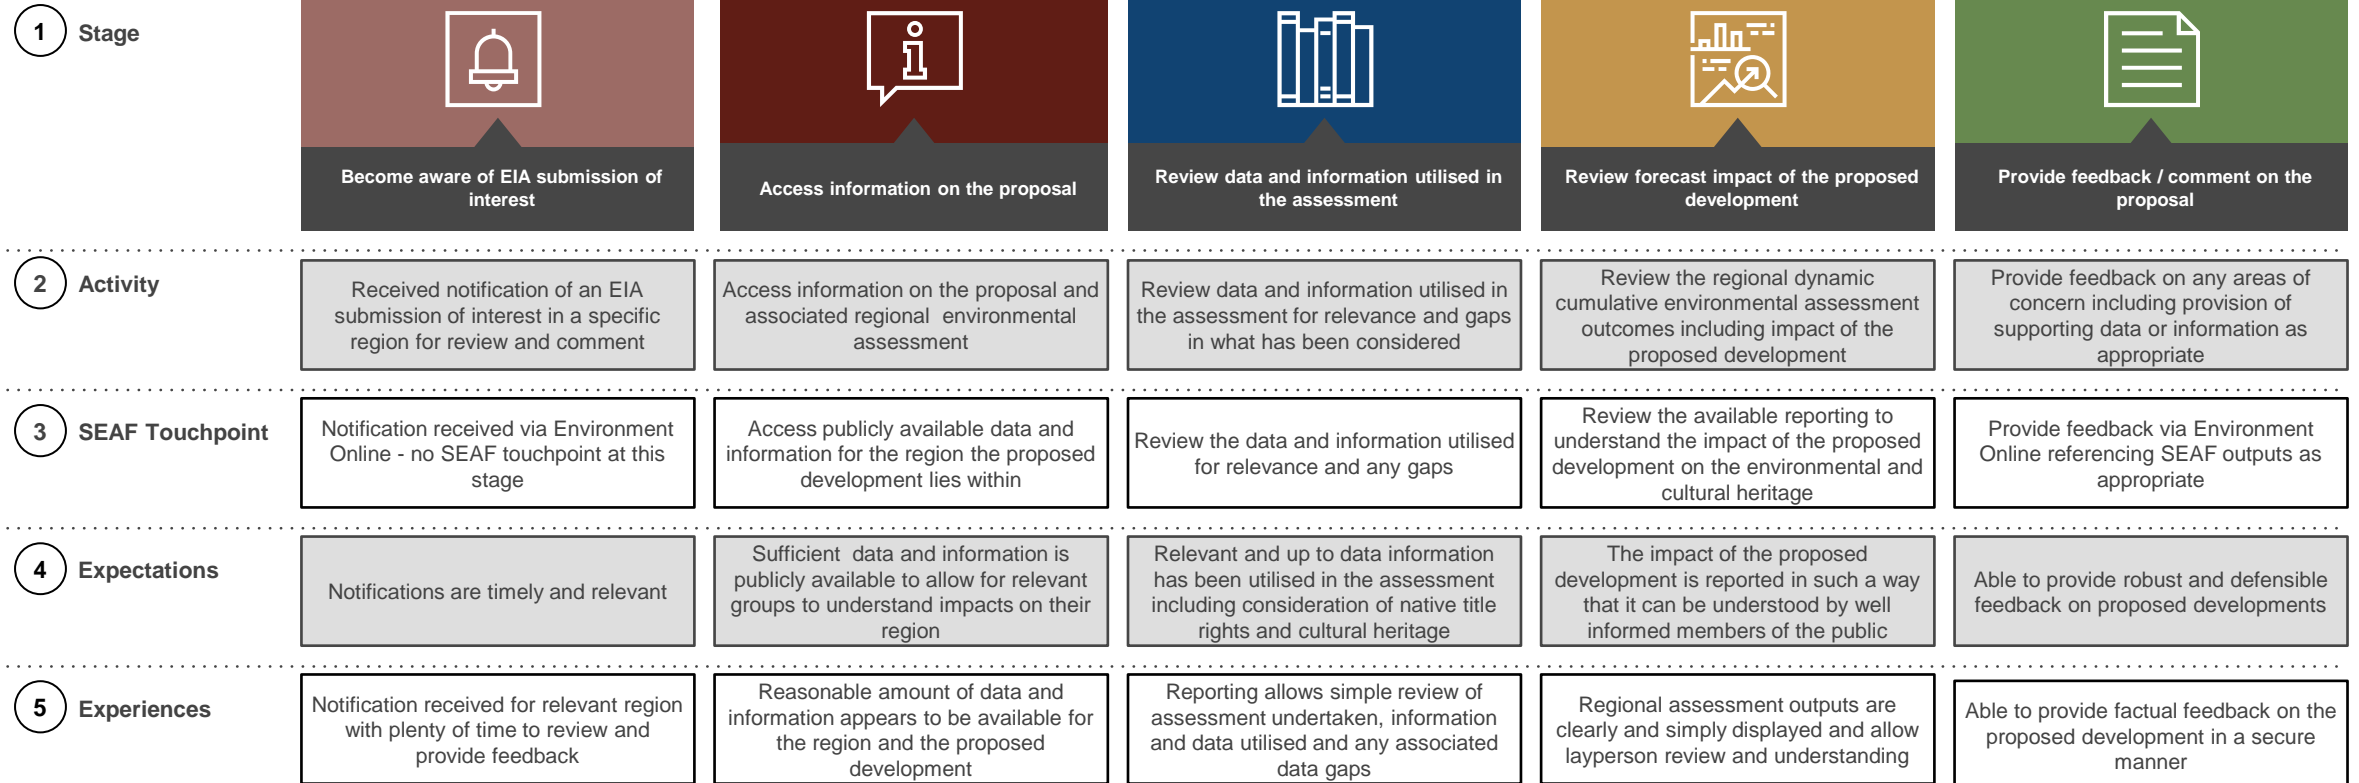 1 Stage
Become aware of EIA submission of
interest
Access information on the proposal
Review data and information utilised in
the assessment
Review forecast impact of the proposed
development
Provide feedback / comment on the
proposal
2 Activity
Received notification of an EIA
submission of interest in a specific
region for review and comment
Access information on the proposal and
associated regional environmental
assessment
Review data and information utilised in
the assessment for relevance and gaps
in what has been considered
Review the regional dynamic
cumulative environmental assessment
outcomes including impact of the
proposed development
Provide feedback on any areas of
concern including provision of
supporting data or information as
appropriate
3 SEAF Touchpoint
Notification received via Environment
Online - no SEAF touchpoint at this
stage
Access publicly available data and
information for the region the proposed
development lies within
Review the data and information utilised
for relevance and any gaps
Review the available reporting to
understand the impact of the proposed
development on the environmental and
cultural heritage
Provide feedback via Environment
Online referencing SEAF outputs as
appropriate
4 Expectations
Notifications are timely and relevant
Sufficient data and information is
publicly available to allow for relevant
groups to understand impacts on their
region
Relevant and up to data information
has been utilised in the assessment
including consideration of native title
rights and cultural heritage
The impact of the proposed
development is reported in such a way
that it can be understood by well
informed members of the public
Able to provide robust and defensible
feedback on proposed developments
5 Experiences
Notification received for relevant region
with plenty of time to review and
provide feedback
Reasonable amount of data and
information appears to be available for
the region and the proposed
development
Reporting allows simple review of
assessment undertaken, information
and data utilised and any associated
data gaps
Regional assessment outputs are
clearly and simply displayed and allow
layperson review and understanding
Able to provide factual feedback on the
proposed development in a secure
manner